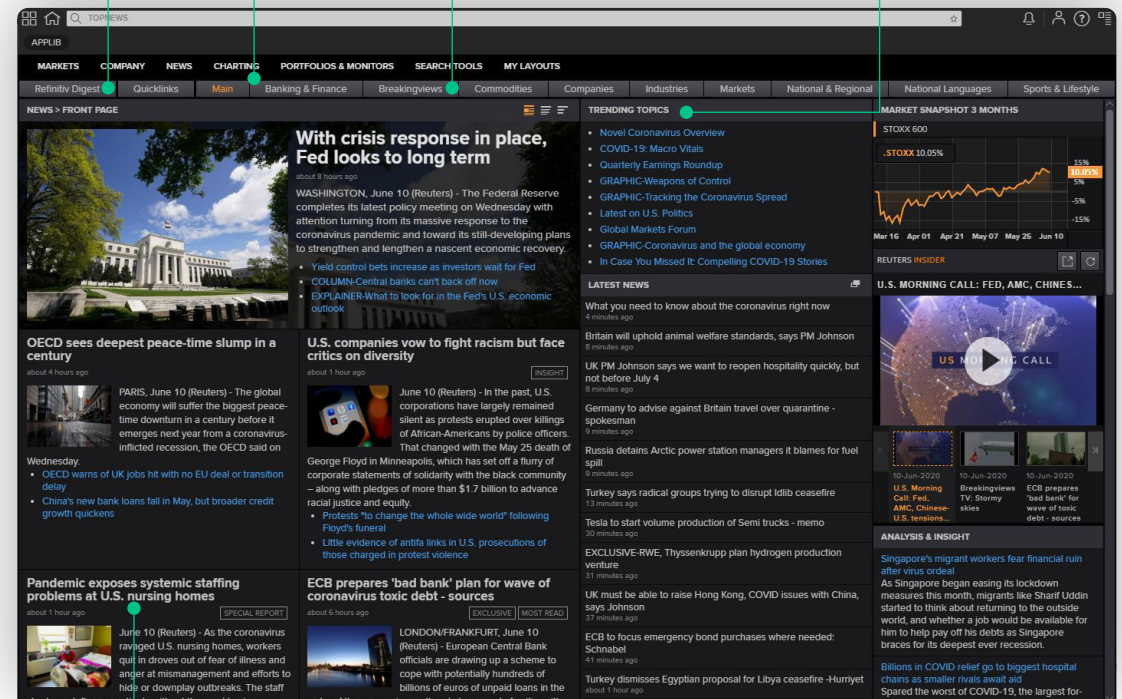 TOPNEWS
APPLIB
MARKETS COMPANY NEWS CHARTING PORTFOLIOS & MONITORS SEARCH TOOLS MY LAYOUTS
Refinitiv Digest Quicklinks Main Banking & Finance Breakingviews Commodities Companies Industries Markets National & Regional National Languages Sports & Lifestyle
NEWS > FRONT PAGE
With crisis response in place,
Fed looks to long term
about 8 hours ago
WASHINGTON, June 10 (Reuters) - The Federal Reserve
completes its latest policy meeting on Wednesday with
attention turning from its massive response to the
coronavirus pandemic and toward its still-developing plans
to strengthen and lengthen a nascent economic recovery.
• Yield control bets increase as investors wait for Fed
• COLUMN-Central banks can't back off now
• EXPLAINER-What to look for in the Fed's U.S. economic
outlook
OECD sees deepest peace-time slump in a
century
about 4 hours ago
PARIS, June 10 (Reuters) - The global
economy will suffer the biggest peace-
time downturn in a century before it
emerges next year from a coronavirus-
inflicted recession, the OECD said on
Wednesday.
• OECD warns of UK jobs hit with no EU deal or transition
delay
• China's new bank loans fall in May, but broader credit
growth quickens
U.S. companies vow to fight racism but face
critics on diversity
about 1 hour ago INSIGHT
June 10 (Reuters) - In the past, U.S.
corporations have largely remained
silent as protests erupted over killings
of African-Americans by police officers.
That changed with the May 25 death of
George Floyd in Minneapolis, which has set off a flurry of
corporate statements of solidarity with the black community
– along with pledges of more than $1.7 billion to advance
racial justice and equity.
• Protests "to change the whole wide world" following
Floyd's funeral
• Little evidence of antifa links in U.S. prosecutions of
those charged in protest violence
Pandemic exposes systemic staffing
problems at U.S. nursing homes
about 1 hour ago SPECIAL REPORT
June 10 (Reuters) - As the coronavirus
ravaged U.S. nursing homes, workers
quit in droves out of fear of illness and
anger at mismanagement and efforts to
hide or downplay outbreaks. The staff
ECB prepares 'bad bank' plan for wave of
coronavirus toxic debt - sources
about 6 hours ago EXCLUSIVE MOST READ
LONDON/FRANKFURT, June 10
(Reuters) - European Central Bank
officials are drawing up a scheme to
cope with potentially hundreds of
billions of euros of unpaid loans in the
TRENDING TOPICS
• Novel Coronavirus Overview
• COVID-19: Macro Vitals
• Quarterly Earnings Roundup
• GRAPHIC-Weapons of Control
• GRAPHIC-Tracking the Coronavirus Spread
• Latest on U.S. Politics
• Global Markets Forum
• GRAPHIC-Coronavirus and the global economy
• In Case You Missed It: Compelling COVID-19 Stories
LATEST NEWS
What you need to know about the coronavirus right now
4 minutes ago
Britain will uphold animal welfare standards, says PM Johnson
8 minutes ago
UK PM Johnson says we want to reopen hospitality quickly, but
not before July 4
8 minutes ago
Germany to advise against Britain travel over quarantine -
spokesman
9 minutes ago
Russia detains Arctic power station managers it blames for fuel
spill
9 minutes ago
Turkey says radical groups trying to disrupt Idlib ceasefire
13 minutes ago
Tesla to start volume production of Semi trucks - memo
30 minutes ago
EXCLUSIVE-RWE, Thyssenkrupp plan hydrogen production
venture
31 minutes ago
UK must be able to raise Hong Kong, COVID issues with China,
says Johnson
37 minutes ago
ECB to focus emergency bond purchases where needed:
Schnabel
41 minutes ago
Turkey dismisses Egyptian proposal for Libya ceasefire -Hurriyet
about 1 hour ago
MARKET SNAPSHOT 3 MONTHS
STOXX 600
.STOXX 10.05%
15%
10.05%
5%
-5%
-15%
Mar 16 Apr 01 Apr 21 May 07 May 25 Jun 10
REUTERS INSIDER
U.S. MORNING CALL: FED, AMC, CHINES...
US MORNING CALL
10-Jun-2020
U.S. Morning
Call: Fed,
AMC, Chinese-
U.S. tensions...
10-Jun-2020
Breakingviews
TV: Stormy
skies
10-Jun-2020
ECB prepares
'bad bank' for
wave of toxic
debt - sources
ANALYSIS & INSIGHT
Singapore's migrant workers fear financial ruin
after virus ordeal
As Singapore began easing its lockdown
measures this month, migrants like Sharif Uddin
started to think about returning to the outside
world, and whether a job would be available for
him to help pay off his debts as Singapore
braces for its deepest ever recession.
Billions in COVID relief go to biggest hospital
chains as smaller rivals await aid
Spared the worst of COVID-19, the largest for-